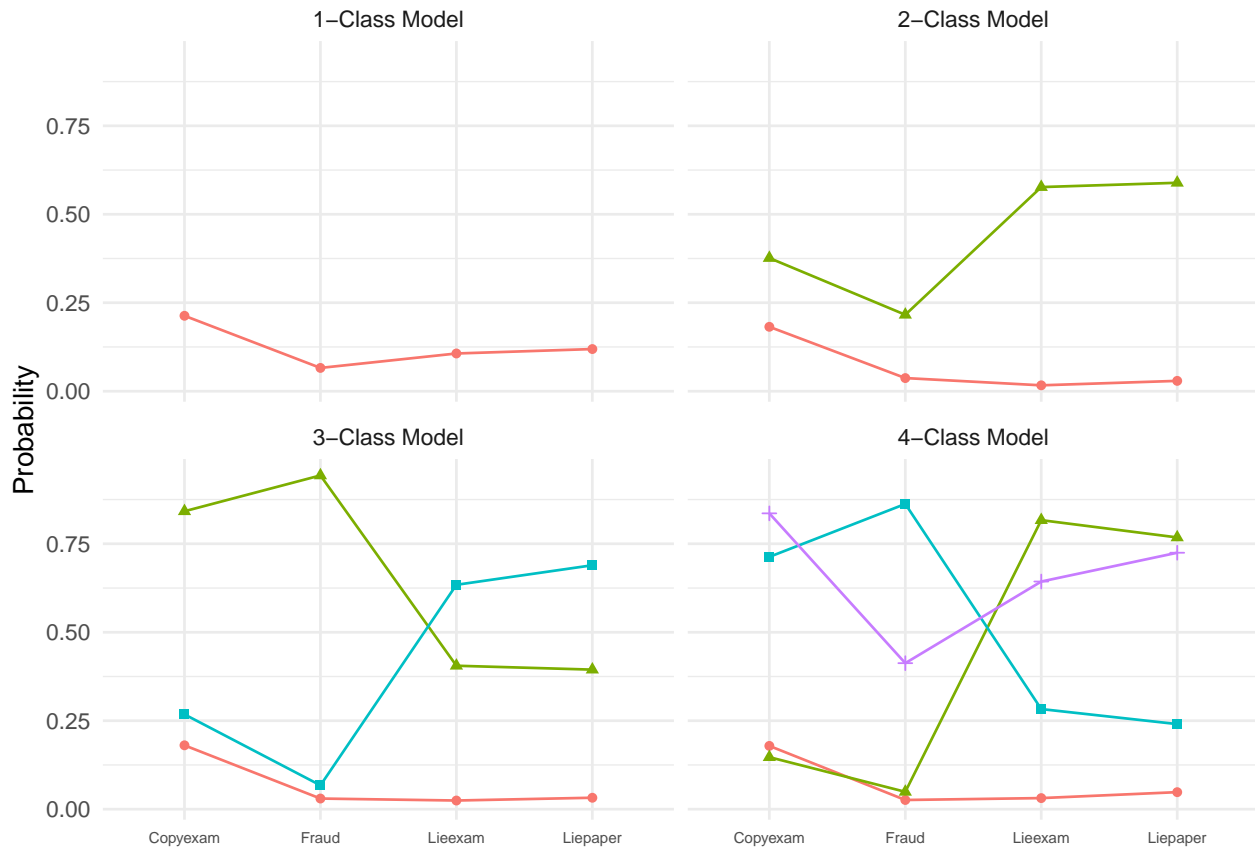 1−Class Model
2−Class Model
0.75
0.50
0.25
0.00
Probability
3−Class Model
4−Class Model
0.75
0.50
0.25
0.00
Copyexam Fraud Lieexam Liepaper
Copyexam Fraud Lieexam Liepaper